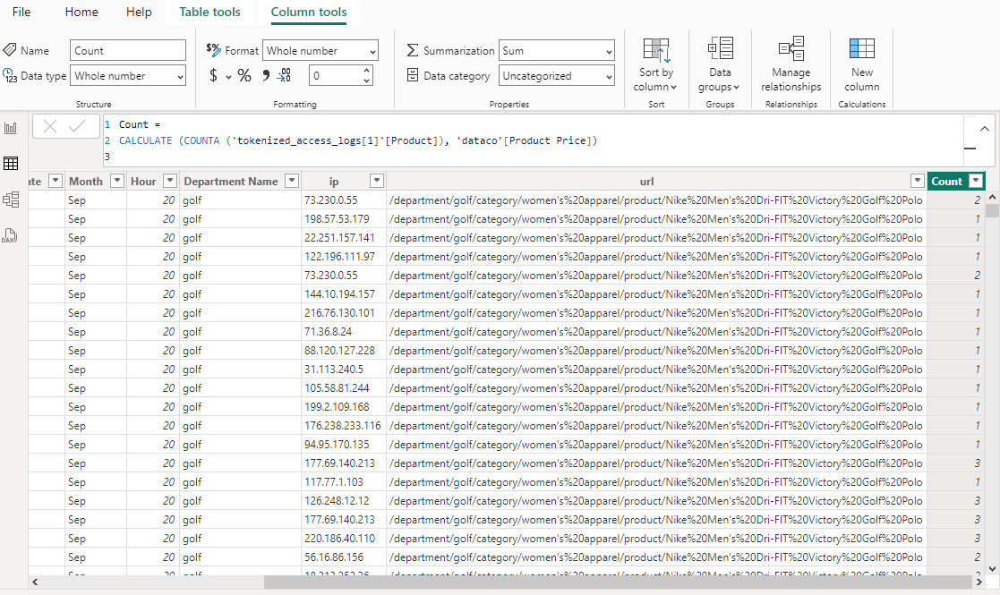 File Home Help Table tools Column tools
Name Count
Data type Whole number
Structure
$% Format Whole number
$ % 0
Formatting
Summarization Sum
Data category Uncategorized
Properties
Sort by
column
Sort
Data
groups
Groups
Manage
relationships
Relationships
New
column
Calculations
1 Count =
2 CALCULATE (COUNTA ('tokenized_access_logs[1]'[Product]), 'dataco'[Product Price])
3
DAX
te Month Hour Department Name ip url Count
Sep 20 golf 73.230.0.55 /department/golf/category/women's%20apparel/product/Nike%20Men's%20Dri-FIT%20Victory%20Golf%20Polo 2
Sep 20 golf 198.57.53.179 /department/golf/category/women's%20apparel/product/Nike%20Men's%20Dri-FIT%20Victory%20Golf%20Polo 1
Sep 20 golf 22.251.157.141 /department/golf/category/women's%20apparel/product/Nike%20Men's%20Dri-FIT%20Victory%20Golf%20Polo 1
Sep 20 golf 122.196.111.97 /department/golf/category/women's%20apparel/product/Nike%20Men's%20Dri-FIT%20Victory%20Golf%20Polo 1
Sep 20 golf 73.230.0.55 /department/golf/category/women's%20apparel/product/Nike%20Men's%20Dri-FIT%20Victory%20Golf%20Polo 2
Sep 20 golf 144.10.194.157 /department/golf/category/women's%20apparel/product/Nike%20Men's%20Dri-FIT%20Victory%20Golf%20Polo 1
Sep 20 golf 216.76.130.101 /department/golf/category/women's%20apparel/product/Nike%20Men's%20Dri-FIT%20Victory%20Golf%20Polo 1
Sep 20 golf 71.36.8.24 /department/golf/category/women's%20apparel/product/Nike%20Men's%20Dri-FIT%20Victory%20Golf%20Polo 1
Sep 20 golf 88.120.127.228 /department/golf/category/women's%20apparel/product/Nike%20Men's%20Dri-FIT%20Victory%20Golf%20Polo 1
Sep 20 golf 31.113.240.5 /department/golf/category/women's%20apparel/product/Nike%20Men's%20Dri-FIT%20Victory%20Golf%20Polo 1
Sep 20 golf 105.58.81.244 /department/golf/category/women's%20apparel/product/Nike%20Men's%20Dri-FIT%20Victory%20Golf%20Polo 1
Sep 20 golf 199.2.109.168 /department/golf/category/women's%20apparel/product/Nike%20Men's%20Dri-FIT%20Victory%20Golf%20Polo 1
Sep 20 golf 176.238.233.116 /department/golf/category/women's%20apparel/product/Nike%20Men's%20Dri-FIT%20Victory%20Golf%20Polo 1
Sep 20 golf 94.95.170.135 /department/golf/category/women's%20apparel/product/Nike%20Men's%20Dri-FIT%20Victory%20Golf%20Polo 1
Sep 20 golf 177.69.140.213 /department/golf/category/women's%20apparel/product/Nike%20Men's%20Dri-FIT%20Victory%20Golf%20Polo 3
Sep 20 golf 117.77.1.103 /department/golf/category/women's%20apparel/product/Nike%20Men's%20Dri-FIT%20Victory%20Golf%20Polo 1
Sep 20 golf 126.248.12.12 /department/golf/category/women's%20apparel/product/Nike%20Men's%20Dri-FIT%20Victory%20Golf%20Polo 3
Sep 20 golf 177.69.140.213 /department/golf/category/women's%20apparel/product/Nike%20Men's%20Dri-FIT%20Victory%20Golf%20Polo 3
Sep 20 golf 220.186.40.110 /department/golf/category/women's%20apparel/product/Nike%20Men's%20Dri-FIT%20Victory%20Golf%20Polo 3
Sep 20 golf 56.16.86.156 /department/golf/category/women's%20apparel/product/Nike%20Men's%20Dri-FIT%20Victory%20Golf%20Polo 2